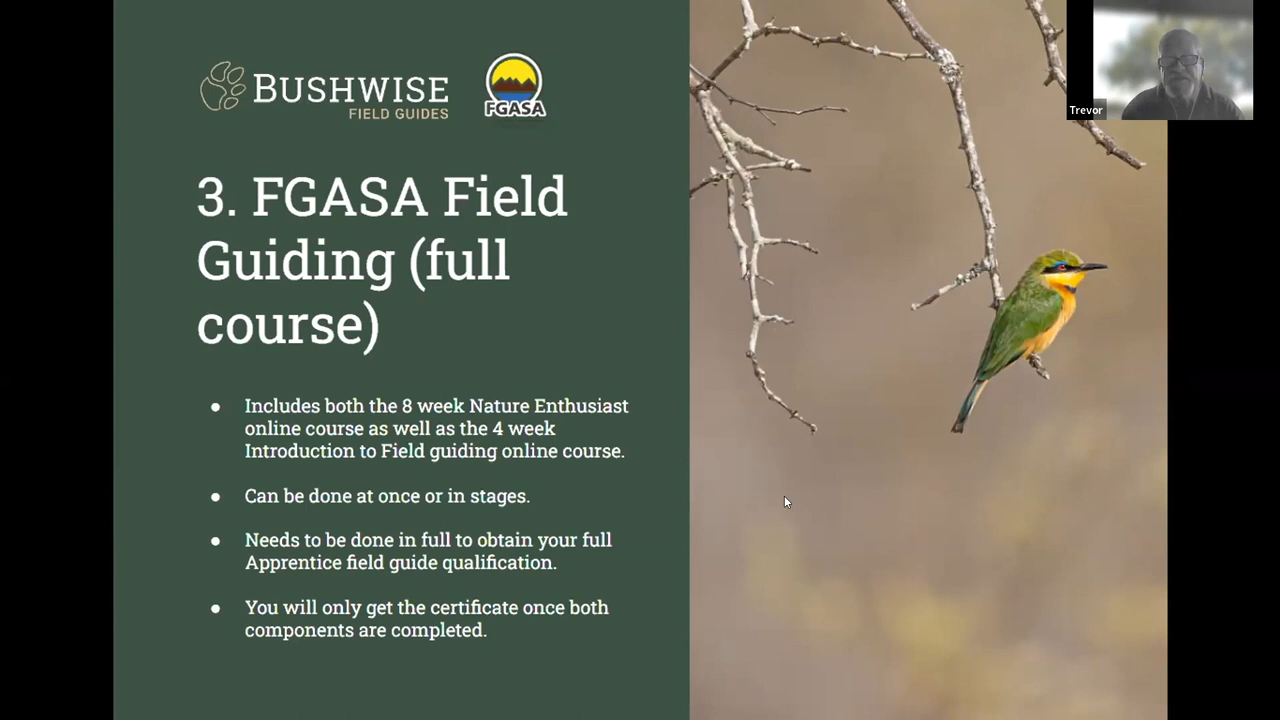 BUSHWISE
FIELD GUIDES
FGASA
Trevor
3. FGASA Field
Guiding (full
course)
● Includes both the 8 week Nature Enthusiast
online course as well as the 4 week
Introduction to Field guiding online course.
● Can be done at once or in stages.
● Needs to be done in full to obtain your full
Apprentice field guide qualification.
● You will only get the certificate once both
components are completed.